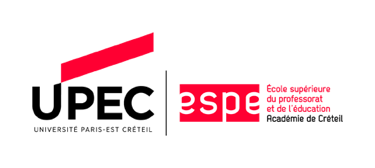 UPEC
UNIVERSITÉ PARIS-EST CRÉTEIL
espe
École supérieure
du professorat
et de l'éducation
Académie de Créteil